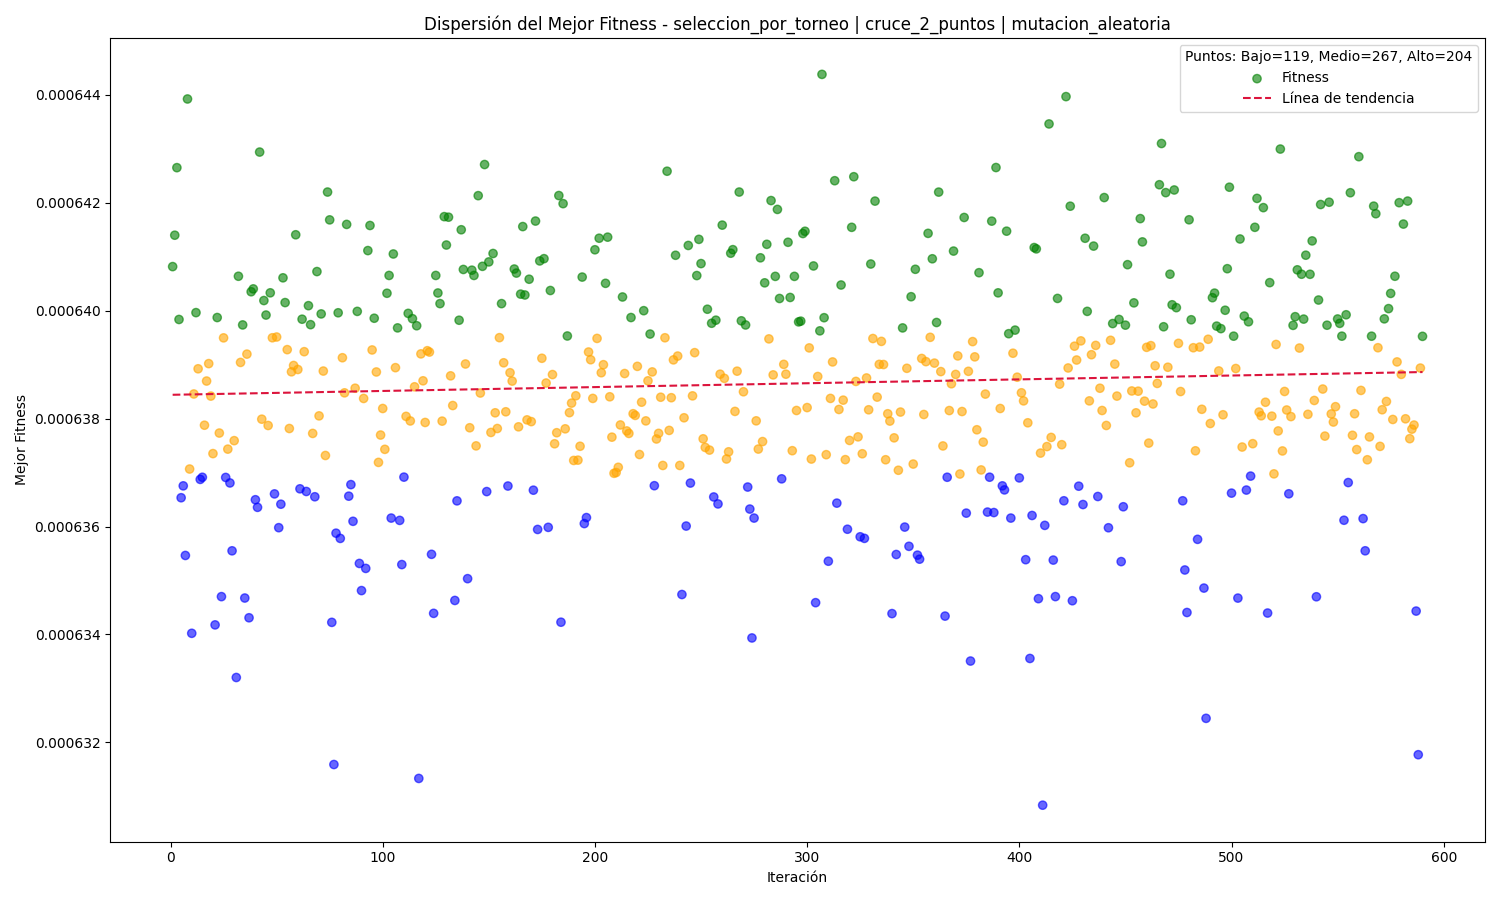 Dispersión del Mejor Fitness - seleccion_por_torneo | cruce_2_puntos | mutacion_aleatoria
Puntos: Bajo=119, Medio=267, Alto=204
Fitness
Línea de tendencia
Mejor Fitness
0.000644
0.000642
0.000640
0.000638
0.000636
0.000634
0.000632
0
100
200
300
400
500
600
Iteración